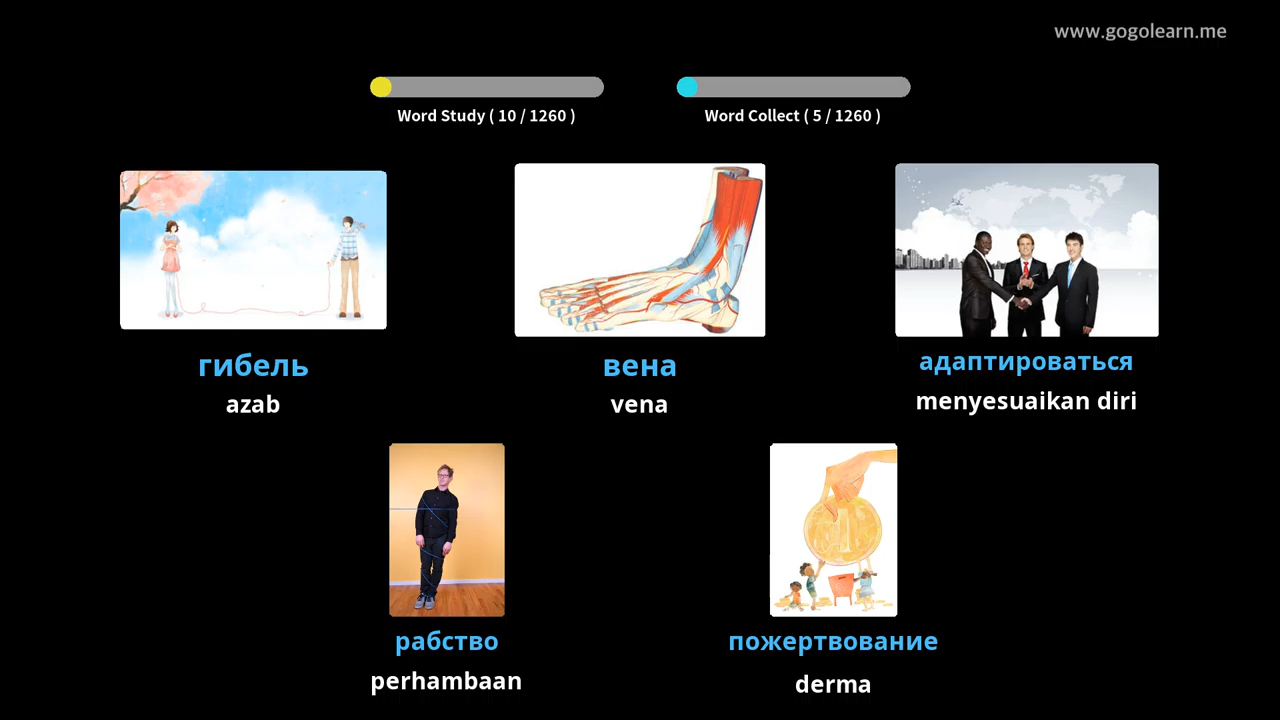 www.gogolearn.me
Word Study ( 10 / 1260 )
Word Collect ( 5 / 1260 )
гибель
azab
вена
vena
адаптироваться
menyesuaikan diri
рабство
perhambaan
пожертвование
derma